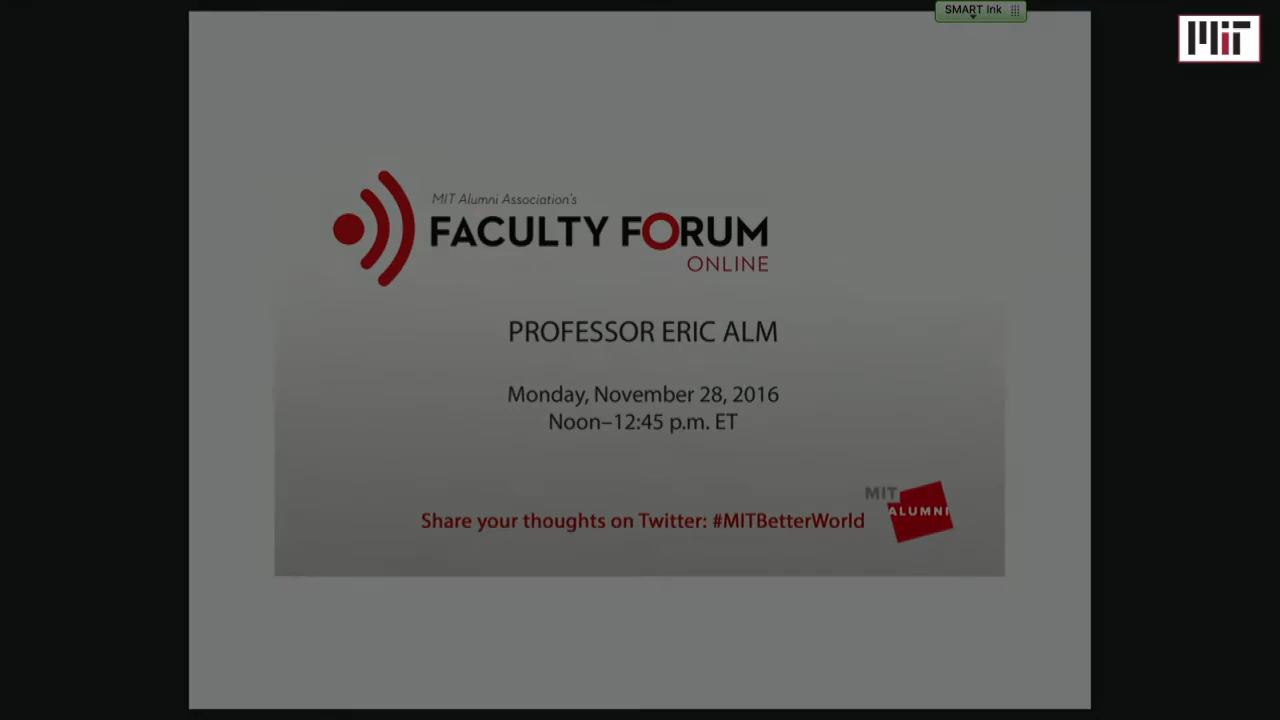 SMART Ink
MIT
MIT Alumni Association's
FACULTY FORUM
ONLINE
PROFESSOR ERIC ALM
Monday, November 28, 2016
Noon–12:45 p.m. ET
Share your thoughts on Twitter: #MITBetterWorld
MIT
ALUMNI